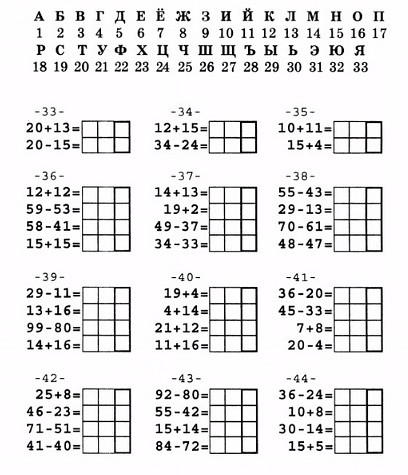 А Б В Г Д Е Ё Ж З И Й К Л М Н О П
1 2 3 4 5 6 7 8 9 10 11 12 13 14 15 16 17
Р С Т У Ф Х Ц Ч Ш Щ Ъ Ы Ь Э Ю Я
18 19 20 21 22 23 24 25 26 27 28 29 30 31 32 33
-33- -34- -35-
20+13= 12+15= 10+11=
20-15= 34-24= 15+4=
-36- -37- -38-
12+12= 14+13= 55-43=
59-53= 19+2= 29-13=
58-41= 49-37= 70-61=
15+15= 34-33= 48-47=
-39- -40- -41-
29-11= 19+4= 36-20=
13+16= 4+14= 45-33=
99-80= 21+12= 7+8=
14+16= 11+16= 20-4=
-42- -43- -44-
25+8= 92-80= 36-24=
46-23= 55-42= 10+8=
71-51= 15+14= 30-14=
41-40= 84-72= 15+5=